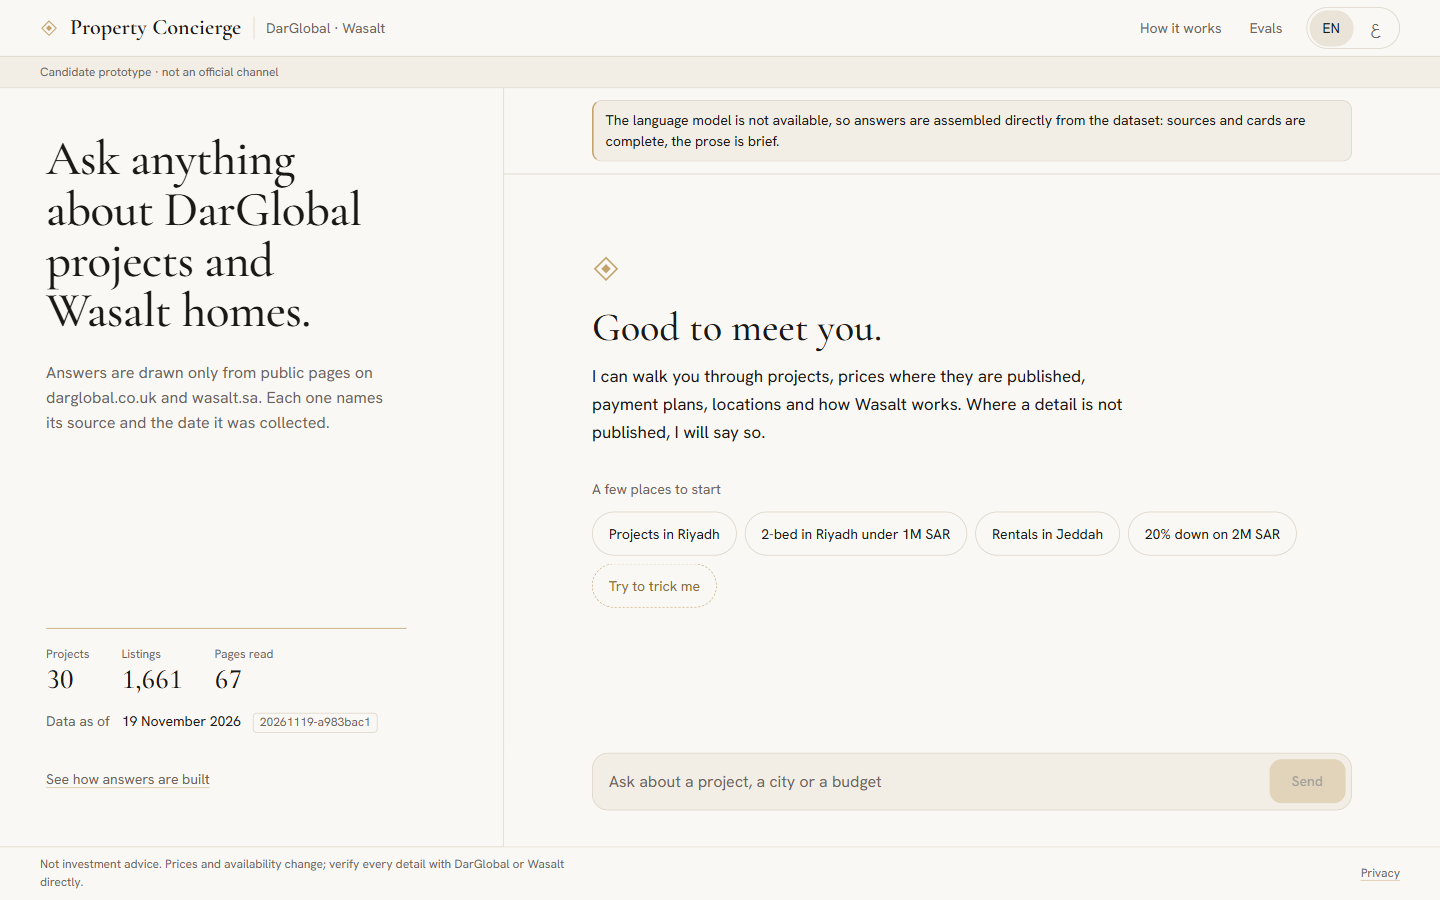 Property Concierge
DarGlobal · Wasalt
How it works
Evals
EN
ع
Candidate prototype · not an official channel
Ask anything
about DarGlobal
projects and
Wasalt homes.
Answers are drawn only from public pages on
darglobal.co.uk and wasalt.sa. Each one names
its source and the date it was collected.
Projects
30
Listings
1,661
Pages read
67
Data as of 19 November 2026 20261119-a983bac1
See how answers are built
The language model is not available, so answers are assembled directly from the dataset: sources and cards are
complete, the prose is brief.
Good to meet you.
I can walk you through projects, prices where they are published,
payment plans, locations and how Wasalt works. Where a detail is not
published, I will say so.
A few places to start
Projects in Riyadh
2-bed in Riyadh under 1M SAR
Rentals in Jeddah
20% down on 2M SAR
Try to trick me
Ask about a project, a city or a budget
Send
Not investment advice. Prices and availability change; verify every detail with DarGlobal or Wasalt
directly.
Privacy